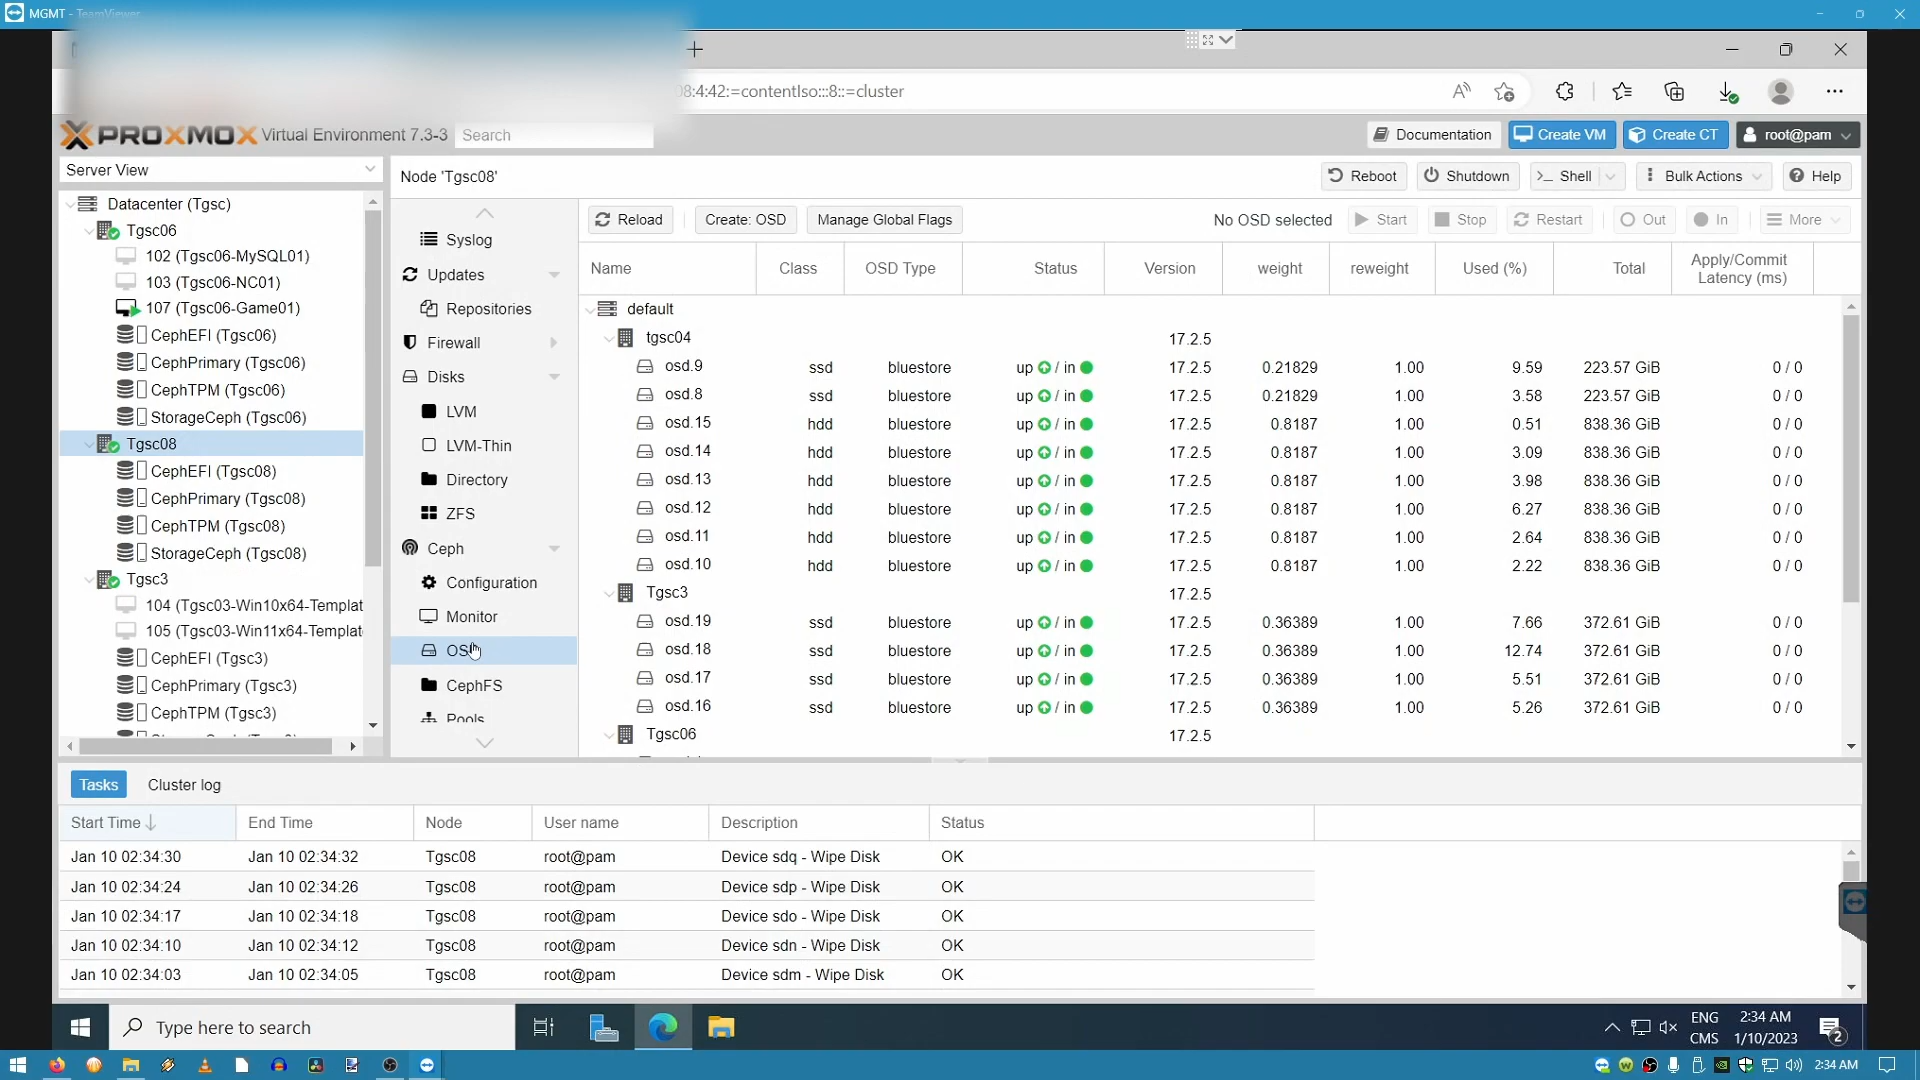 MGMT - TeamViewer
08:4:42:=contentIso:::8::=cluster
PROXMOX Virtual Environment 7.3-3 Search
Documentation Create VM Create CT root@pam
Server View
Datacenter (Tgsc)
Tgsc06
102 (Tgsc06-MySQL01)
103 (Tgsc06-NC01)
107 (Tgsc06-Game01)
CephEFI (Tgsc06)
CephPrimary (Tgsc06)
CephTPM (Tgsc06)
StorageCeph (Tgsc06)
Tgsc08
CephEFI (Tgsc08)
CephPrimary (Tgsc08)
CephTPM (Tgsc08)
StorageCeph (Tgsc08)
Tgsc3
104 (Tgsc03-Win10x64-Templat
105 (Tgsc03-Win11x64-Templat
CephEFI (Tgsc3)
CephPrimary (Tgsc3)
CephTPM (Tgsc3)
Node 'Tgsc08'
Reboot Shutdown >_ Shell Bulk Actions Help
Syslog
Updates
Repositories
Firewall
Disks
LVM
LVM-Thin
Directory
ZFS
Ceph
Configuration
Monitor
OSD
CephFS
Pools
Reload Create: OSD Manage Global Flags No OSD selected Start Stop Restart Out In More
Name Class OSD Type Status Version weight reweight Used (%) Total Apply/Commit
Latency (ms)
default
tgsc04 17.2.5
osd.9 ssd bluestore up / in 17.2.5 0.21829 1.00 9.59 223.57 GiB 0 / 0
osd.8 ssd bluestore up / in 17.2.5 0.21829 1.00 3.58 223.57 GiB 0 / 0
osd.15 hdd bluestore up / in 17.2.5 0.8187 1.00 0.51 838.36 GiB 0 / 0
osd.14 hdd bluestore up / in 17.2.5 0.8187 1.00 3.09 838.36 GiB 0 / 0
osd.13 hdd bluestore up / in 17.2.5 0.8187 1.00 3.98 838.36 GiB 0 / 0
osd.12 hdd bluestore up / in 17.2.5 0.8187 1.00 6.27 838.36 GiB 0 / 0
osd.11 hdd bluestore up / in 17.2.5 0.8187 1.00 2.64 838.36 GiB 0 / 0
osd.10 hdd bluestore up / in 17.2.5 0.8187 1.00 2.22 838.36 GiB 0 / 0
Tgsc3 17.2.5
osd.19 ssd bluestore up / in 17.2.5 0.36389 1.00 7.66 372.61 GiB 0 / 0
osd.18 ssd bluestore up / in 17.2.5 0.36389 1.00 12.74 372.61 GiB 0 / 0
osd.17 ssd bluestore up / in 17.2.5 0.36389 1.00 5.51 372.61 GiB 0 / 0
osd.16 ssd bluestore up / in 17.2.5 0.36389 1.00 5.26 372.61 GiB 0 / 0
Tgsc06 17.2.5
Tasks Cluster log
Start Time End Time Node User name Description Status
Jan 10 02:34:30 Jan 10 02:34:32 Tgsc08 root@pam Device sdq - Wipe Disk OK
Jan 10 02:34:24 Jan 10 02:34:26 Tgsc08 root@pam Device sdp - Wipe Disk OK
Jan 10 02:34:17 Jan 10 02:34:18 Tgsc08 root@pam Device sdo - Wipe Disk OK
Jan 10 02:34:10 Jan 10 02:34:12 Tgsc08 root@pam Device sdn - Wipe Disk OK
Jan 10 02:34:03 Jan 10 02:34:05 Tgsc08 root@pam Device sdm - Wipe Disk OK
Type here to search
ENG 2:34 AM
CMS 1/10/2023 2
2:34 AM